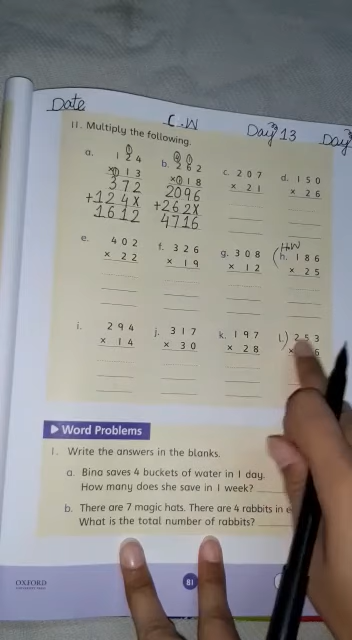 Date
C.W
Day 13 Day
II. Multiply the following.
a. 1 2 4 b. 2 6 2 c. 2 0 7 d. 1 5 0
× 1 3 × 1 8 × 2 1 × 2 6
3 7 2 2 0 9 6
+ 1 2 4 X + 2 6 2 X
1 6 1 2 4 7 1 6
H.W
e. 4 0 2 f. 3 2 6 g. 3 0 8 (h. 1 8 6
× 2 2 × 1 9 × 1 2 × 2 5
i. 2 9 4 j. 3 1 7 k. 1 9 7 l.) 2 5 3
× 1 4 × 3 0 × 2 8 × 6
Word Problems
1. Write the answers in the blanks.
a. Bina saves 4 buckets of water in 1 day.
How many does she save in 1 week?
b. There are 7 magic hats. There are 4 rabbits in
What is the total number of rabbits?
OXFORD
UNIVERSITY PRESS
81